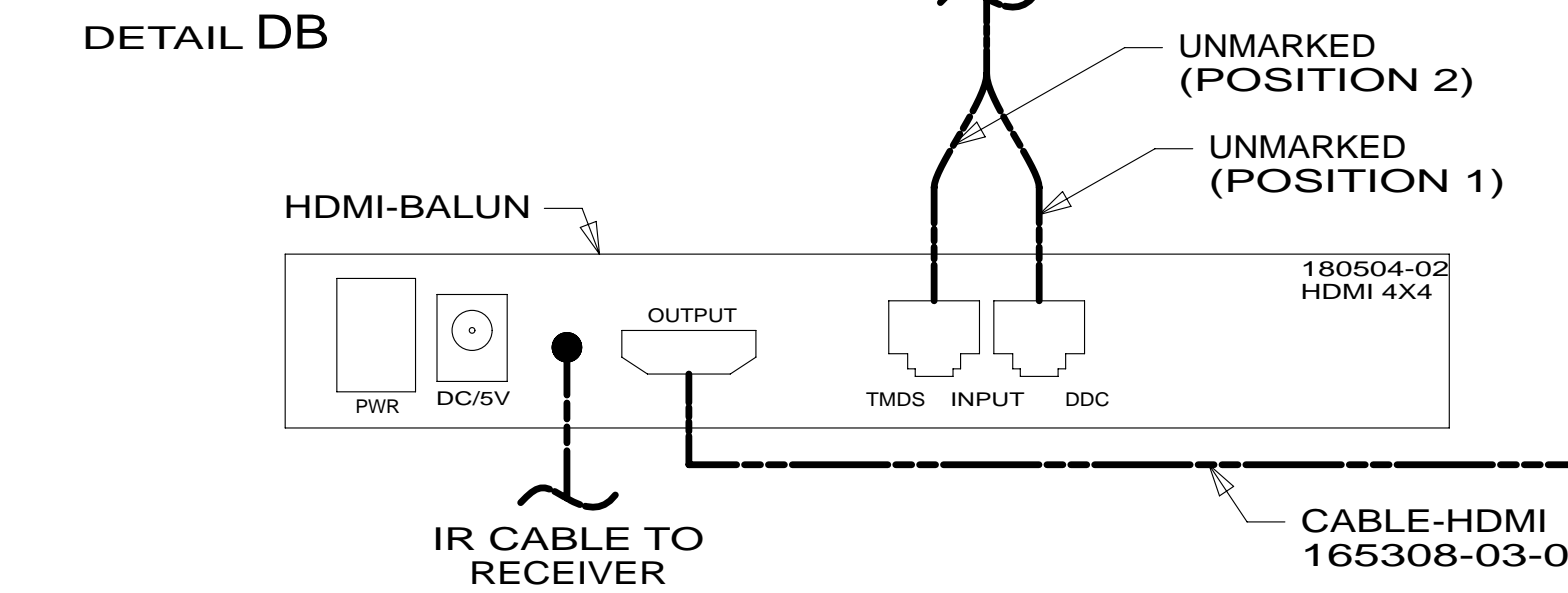 DETAIL DB
UNMARKED
(POSITION 2)
UNMARKED
(POSITION 1)
HDMI-BALUN
180504-02
HDMI 4X4
OUTPUT
PWR
DC/5V
TMDS INPUT DDC
IR CABLE TO
RECEIVER
CABLE-HDMI
165308-03-0